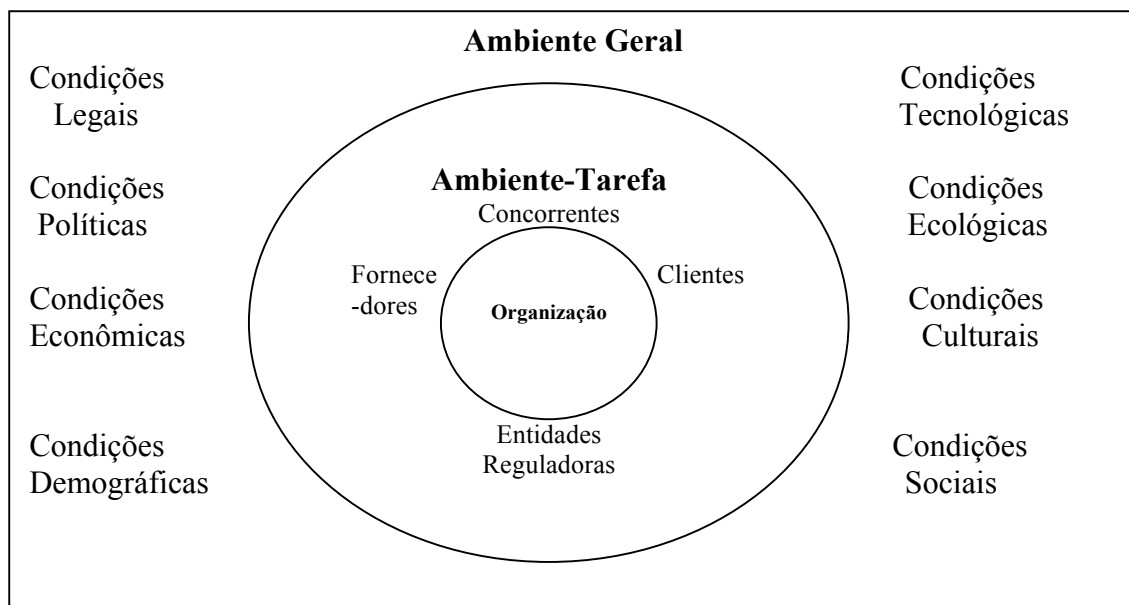 Ambiente Geral
Condições
Legais
Condições
Tecnológicas
Ambiente-Tarefa
Condições
Políticas
Condições
Ecológicas
Concorrentes
Fornece
-dores
Clientes
Organização
Condições
Econômicas
Condições
Culturais
Entidades
Reguladoras
Condições
Demográficas
Condições
Sociais